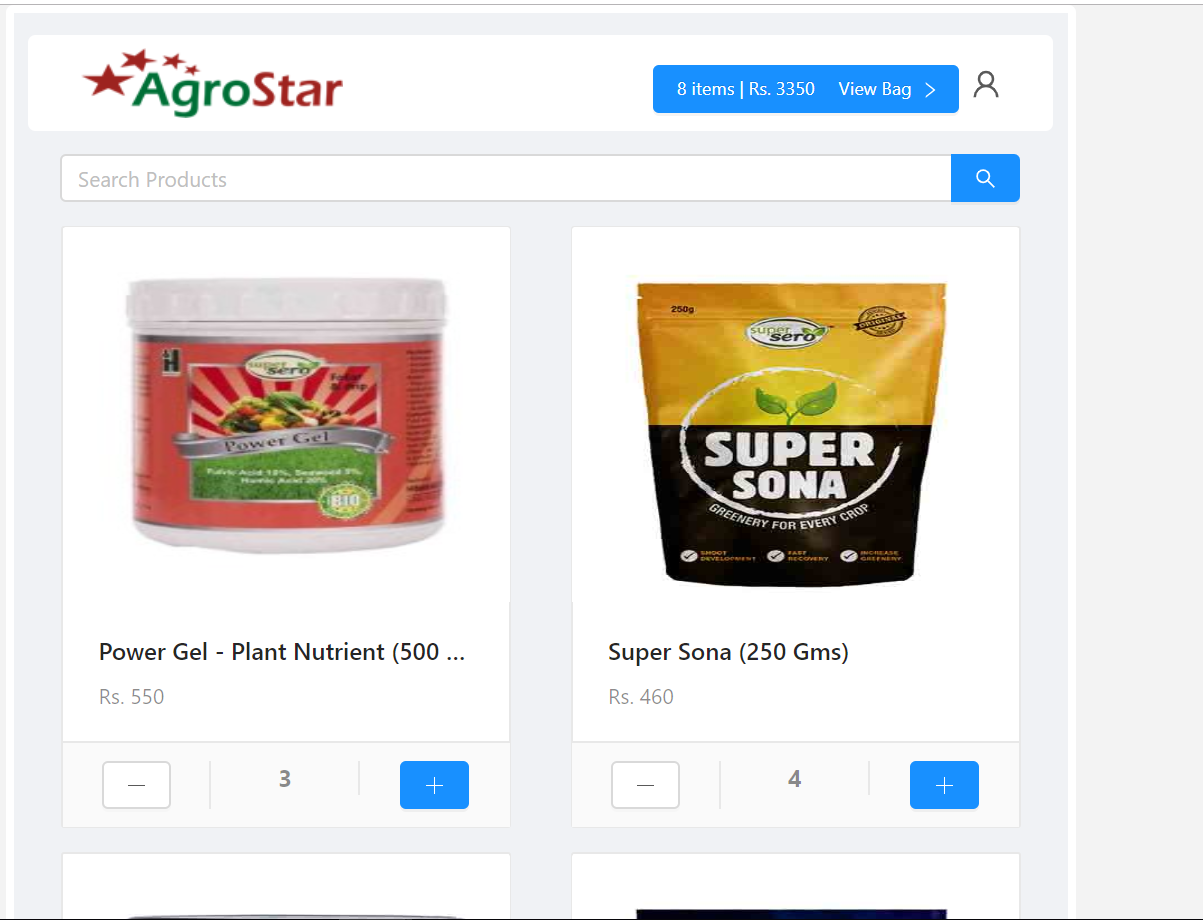 AgroStar
8 items | Rs. 3350 View Bag
Search Products
super
sero
Foliar
& Drip
Power Gel
Fulvic Acid 15%, Seaweed 5%,
Humic Acid 20%
BIO
250g
super
sero
ORIGINAL
SUPER
SONA
GREENERY FOR EVERY CROP
SHOOT
DEVELOPMENT
FAST
RECOVERY
INCREASE
GREENERY
Power Gel - Plant Nutrient (500 ...
Rs. 550
Super Sona (250 Gms)
Rs. 460
3
4